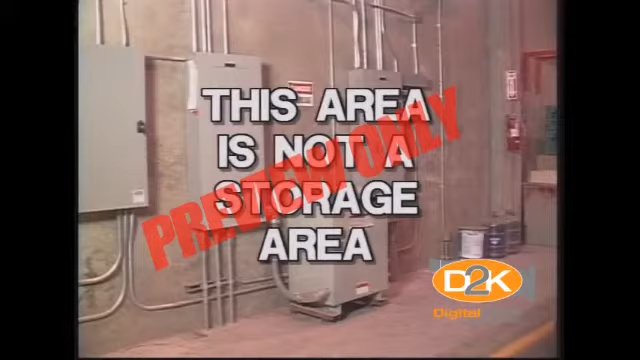 THIS AREA
IS NOT A
STORAGE
AREA
PREVIEW ONLY
D2K
Digital